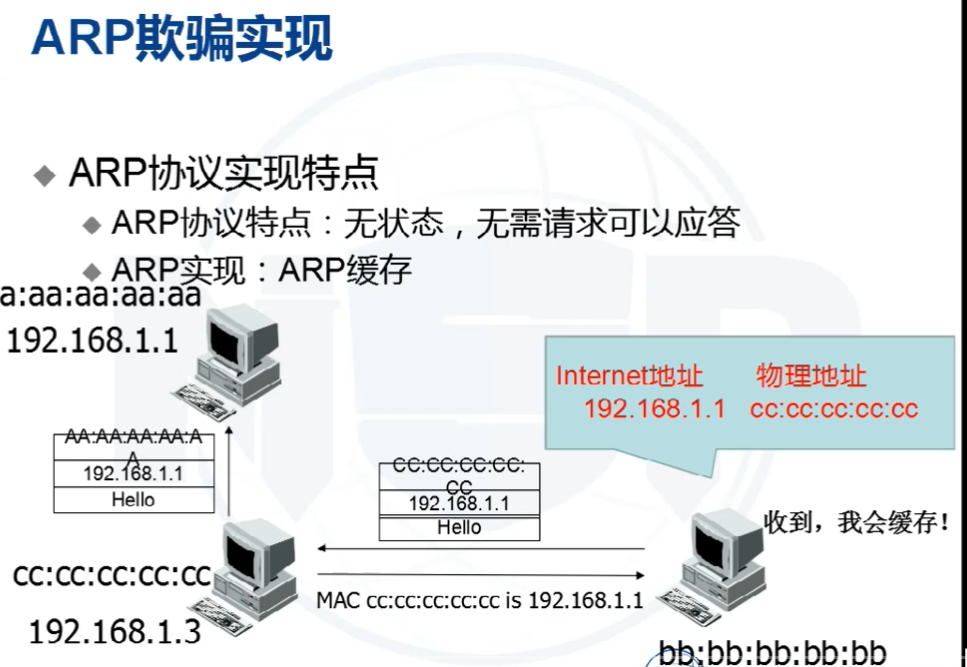 ARP欺骗实现
ARP协议实现特点
ARP协议特点：无状态，无需请求可以应答
ARP实现：ARP缓存
a:aa:aa:aa:aa
192.168.1.1
Internet地址 物理地址
192.168.1.1 cc:cc:cc:cc:cc
AA:AA:AA:AA:A
A
192.168.1.1
Hello
CC:CC:CC:CC:
CC
192.168.1.1
Hello
收到，我会缓存！
cc:cc:cc:cc:cc
192.168.1.3
MAC cc:cc:cc:cc:cc is 192.168.1.1
bb:bb:bb:bb:bb